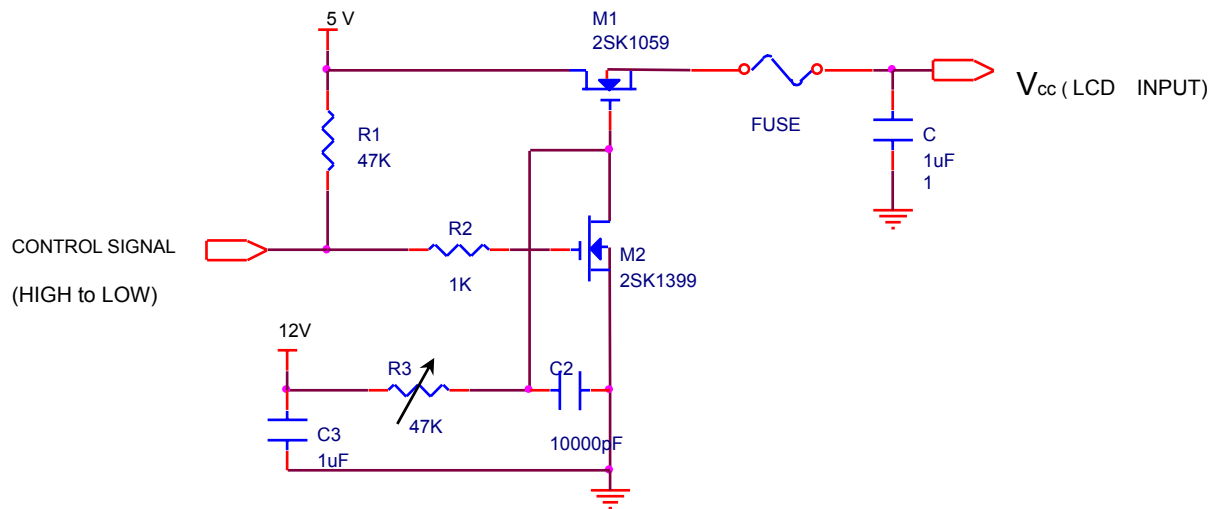 5 V
M1
2SK1059
R1
47K
FUSE
Vcc ( LCD INPUT)
C
1uF
1
CONTROL SIGNAL
(HIGH to LOW)
R2
1K
M2
2SK1399
12V
R3
47K
C2
10000pF
C3
1uF